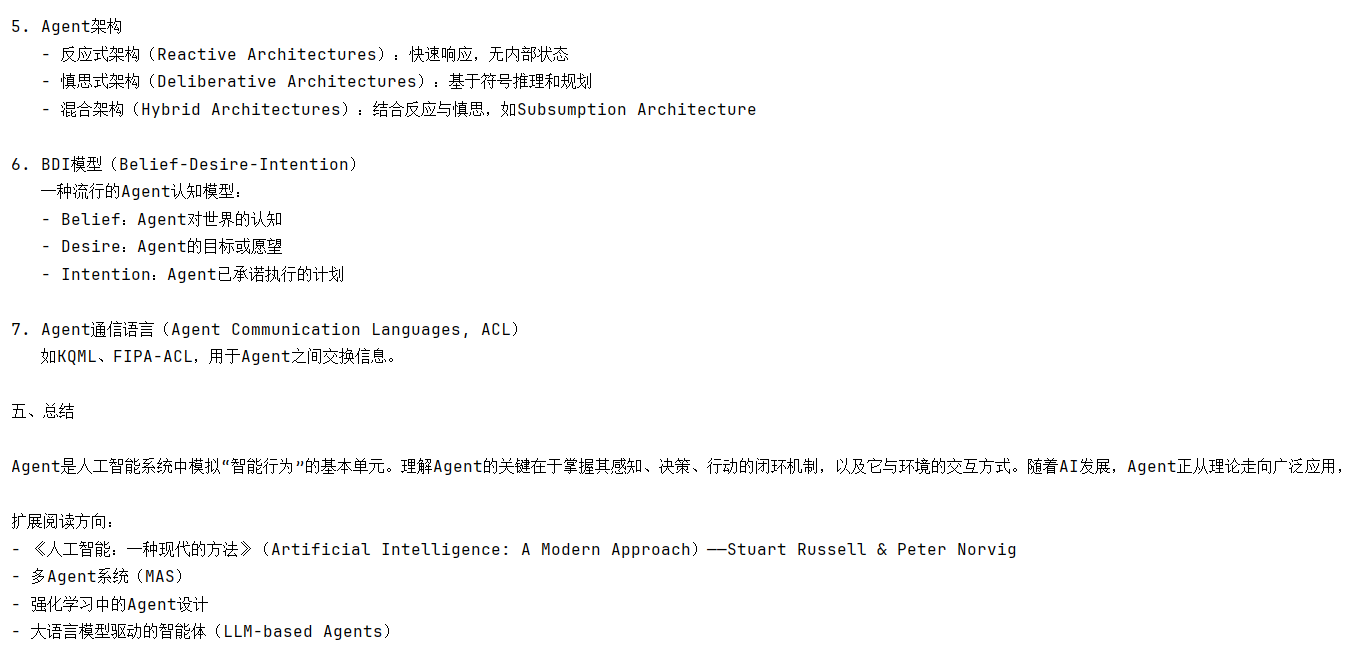 5. Agent架构
- 反应式架构（Reactive Architectures）：快速响应，无内部状态
- 慎思式架构（Deliberative Architectures）：基于符号推理和规划
- 混合架构（Hybrid Architectures）：结合反应与慎思，如Subsumption Architecture
6. BDI模型（Belief-Desire-Intention）
一种流行的Agent认知模型：
- Belief：Agent对世界的认知
- Desire：Agent的目标或愿望
- Intention：Agent已承诺执行的计划
7. Agent通信语言（Agent Communication Languages, ACL）
如KQML、FIPA-ACL，用于Agent之间交换信息。
五、总结
Agent是人工智能系统中模拟“智能行为”的基本单元。理解Agent的关键在于掌握其感知、决策、行动的闭环机制，以及它与环境的交互方式。随着AI发展，Agent正从理论走向广泛应用，
扩展阅读方向：
- 《人工智能：一种现代的方法》（Artificial Intelligence: A Modern Approach）——Stuart Russell & Peter Norvig
- 多Agent系统（MAS）
- 强化学习中的Agent设计
- 大语言模型驱动的智能体（LLM-based Agents）